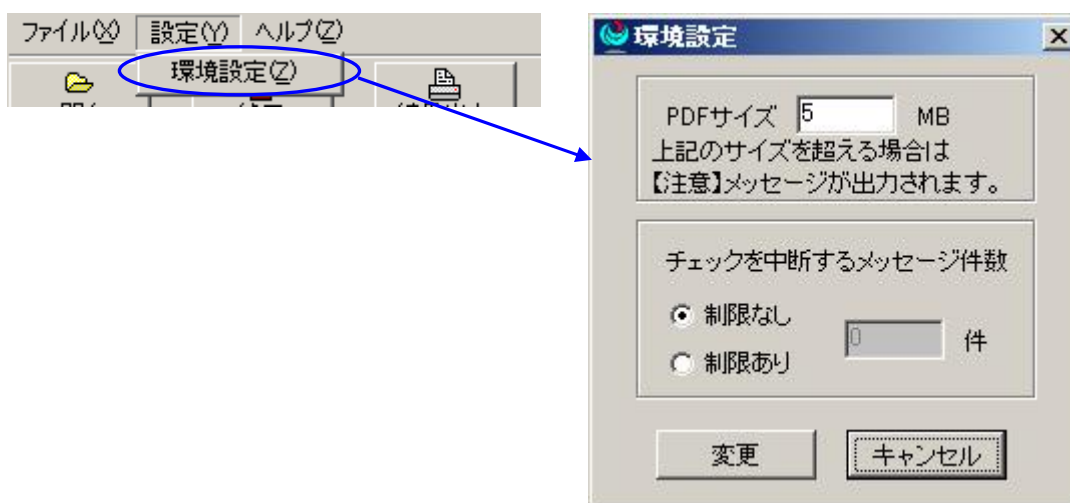 ファイル(X) 設定(Y) ヘルプ(Z)
環境設定(Z)
環境設定
PDFサイズ 5 MB
上記のサイズを超える場合は
【注意】メッセージが出力されます。
チェックを中断するメッセージ件数
制限なし
0 件
制限あり
変更 キャンセル